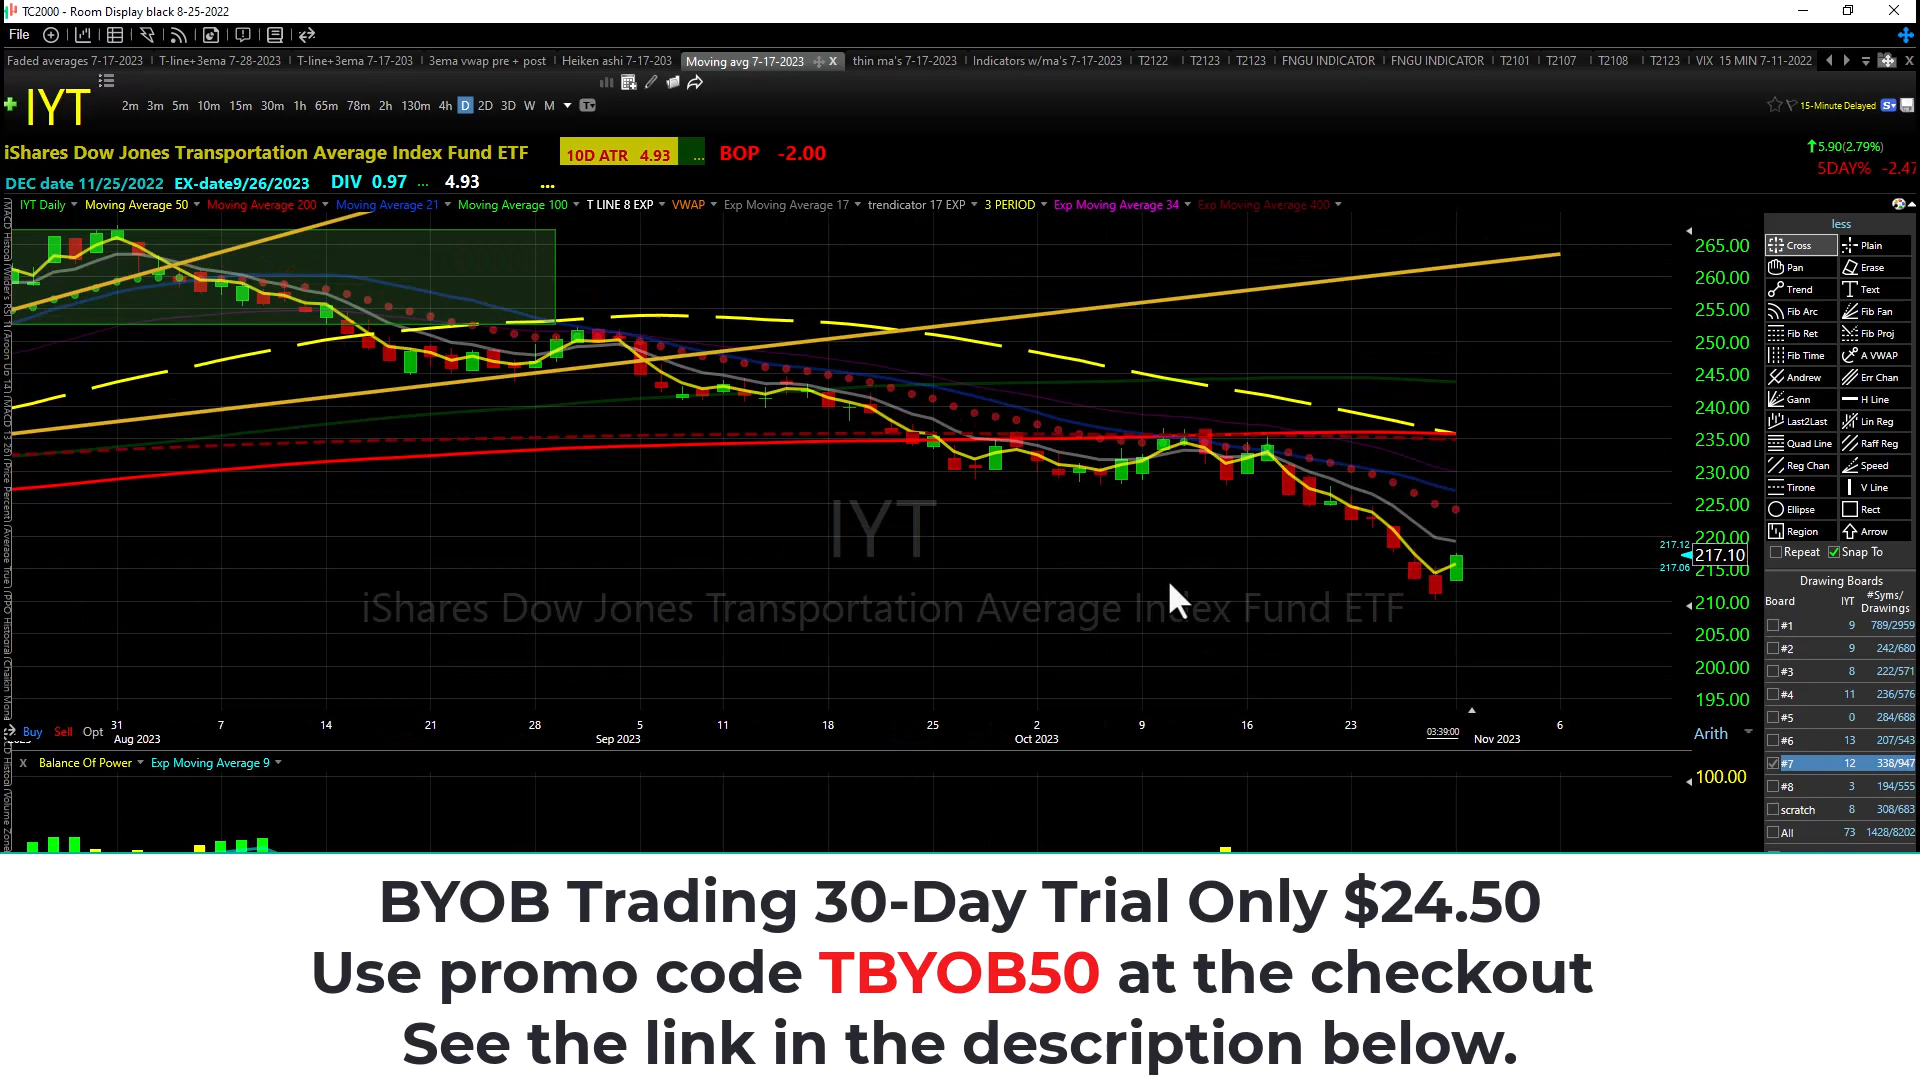 TC2000 - Room Display black 8-25-2022
File
Faded averages 7-17-2023 T-line+3ema 7-28-2023 T-line+3ema 7-17-203 3ema vwap pre + post Heiken ashi 7-17-203 Moving avg 7-17-2023 X thin ma's 7-17-2023 Indicators w/ma's 7-17-2023 T2122 T2123 T2123 FNGU INDICATOR FNGU INDICATOR T2101 T2107 T2108 T2123 VIX 15 MIN 7-11-2022 X
IYT 2m 3m 5m 10m 15m 30m 1h 65m 78m 2h 130m 4h D 2D 3D W M
15-Minute Delayed
iShares Dow Jones Transportation Average Index Fund ETF 10D ATR 4.93 ... BOP -2.00
5.90(2.79%)
5DAY% -2.47
DEC date 11/25/2022 EX-date9/26/2023 DIV 0.97 ... 4.93 ...
IYT Daily Moving Average 50 Moving Average 200 Moving Average 21 Moving Average 100 T LINE 8 EXP VWAP Exp Moving Average 17 trendicator 17 EXP 3 PERIOD Exp Moving Average 34 Exp Moving Average 400
265.00
260.00
255.00
250.00
245.00
240.00
235.00
230.00
225.00
220.00
217.12
217.10
217.06
215.00
210.00
205.00
200.00
195.00
IYT
iShares Dow Jones Transportation Average Index Fund ETF
31 7 14 21 28 5 11 18 25 2 9 16 23 03:39:00 6
Buy Sell Opt
Aug 2023 Sep 2023 Oct 2023 Nov 2023
Arith
X Balance Of Power Exp Moving Average 9
100.00
less
Cross Plain
Pan Erase
Trend Text
Fib Arc Fib Fan
Fib Ret Fib Proj
Fib Time A VWAP
Andrew Err Chan
Gann H Line
Last2Last Lin Reg
Quad Line Raff Reg
Reg Chan Speed
Tirone V Line
Ellipse Rect
Region Arrow
Repeat Snap To
Drawing Boards
Board IYT #Syms/
Drawings
#1 9 789/2959
#2 9 242/680
#3 8 222/571
#4 11 236/576
#5 0 284/688
#6 13 207/543
#7 12 338/947
#8 3 194/555
scratch 8 308/683
All 73 1428/8202
BYOB Trading 30-Day Trial Only $24.50
Use promo code TBYOB50 at the checkout
See the link in the description below.